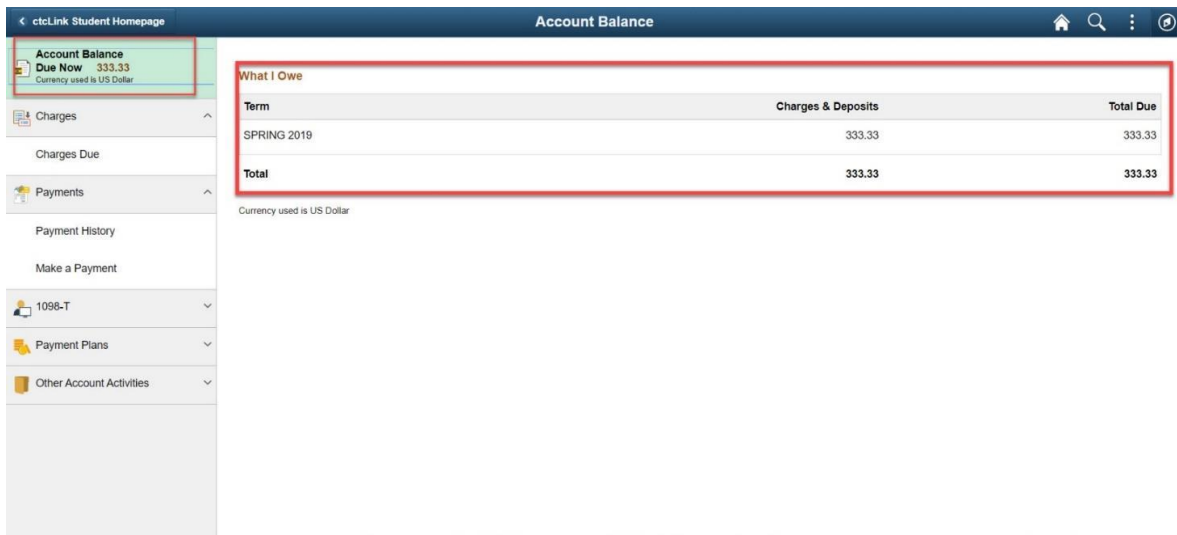 ctcLink Student Homepage
Account Balance
Account Balance
Due Now 333.33
Currency used is US Dollar
Charges
Charges Due
Payments
Payment History
Make a Payment
1098-T
Payment Plans
Other Account Activities
What I Owe
Term Charges & Deposits Total Due
SPRING 2019 333.33 333.33
Total 333.33 333.33
Currency used is US Dollar